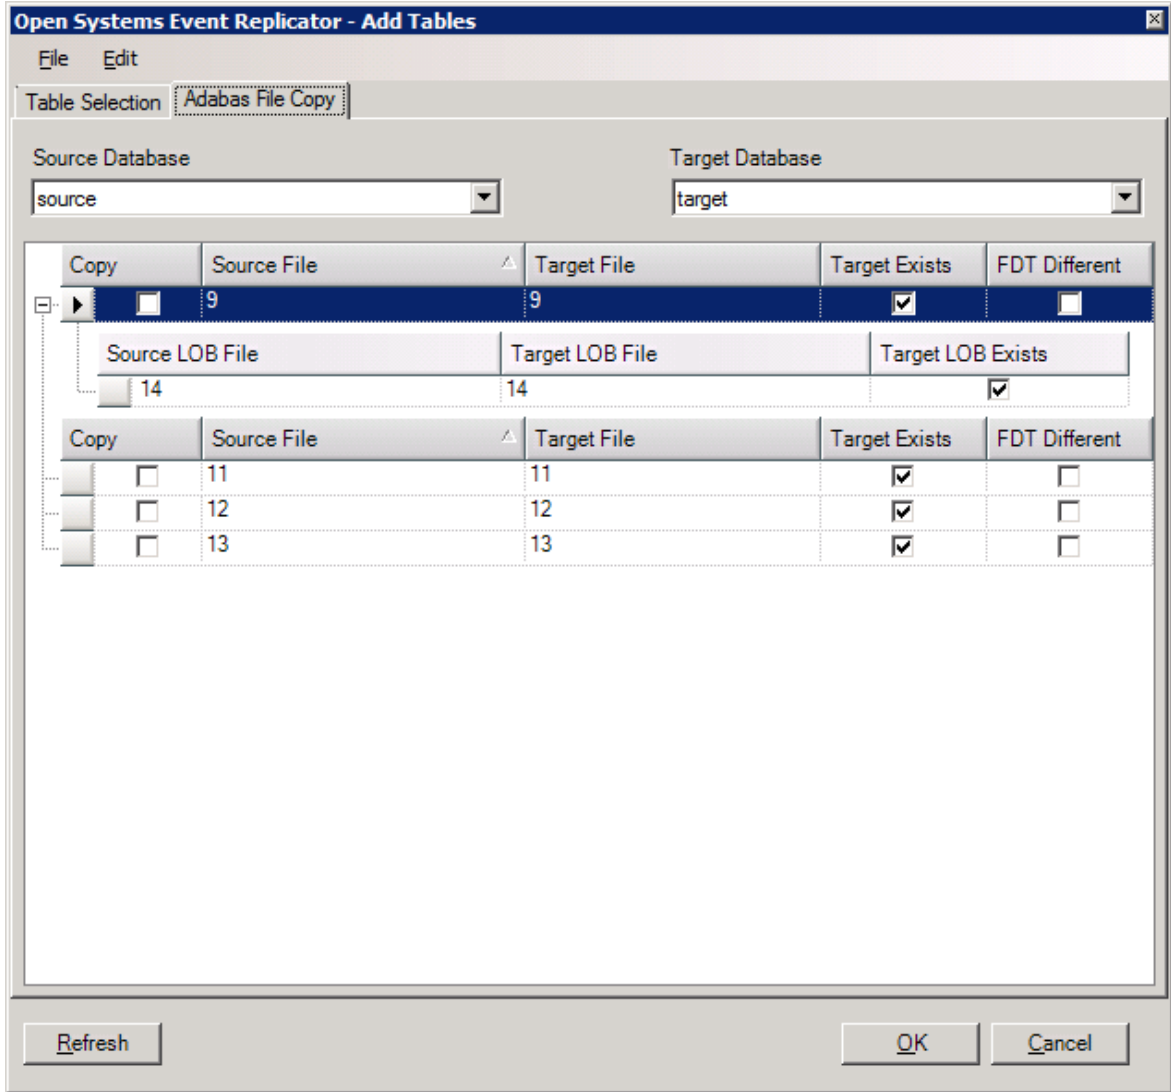 Open Systems Event Replicator - Add Tables
File Edit
Table Selection Adabas File Copy
Source Database Target Database
source target
Copy Source File Target File Target Exists FDT Different
9 9
Source LOB File Target LOB File Target LOB Exists
14 14
Copy Source File Target File Target Exists FDT Different
11 11
12 12
13 13
Refresh OK Cancel